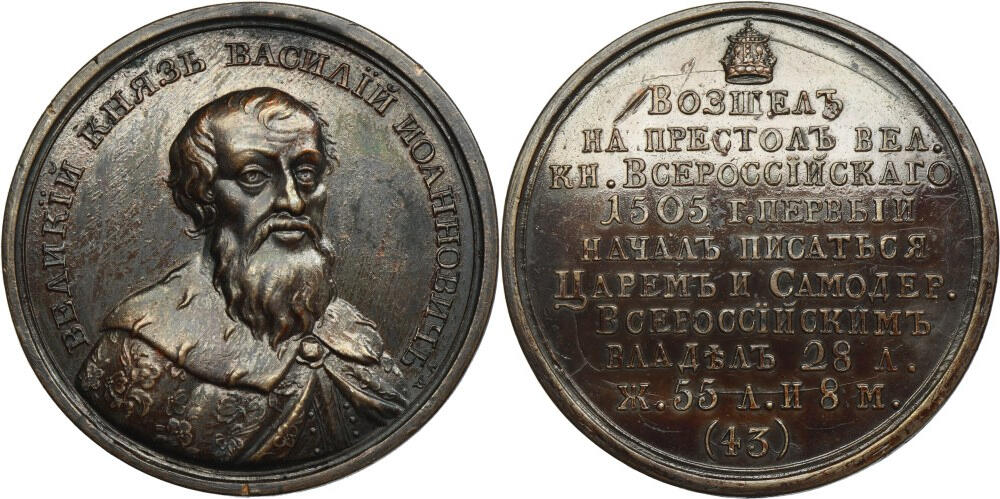 ВЕЛИКІЙ КНЯЗЬ ВАСИЛІЙ ИОАННОВИЧЪ
ВОЗШЕЛЪ
НА ПРЕСТОЛЪ ВЕЛ.
КН. ВСЕРОССІЙСКАГО
1505 Г. ПЕРВЫЙ
НАЧАЛЪ ПИСАТЬСЯ
ЦАРЕМЪ И САМОДЕР.
ВСЕРОССІЙСКИМЪ
ВЛАДѢЛЪ 28 Л.
Ж. 55 Л. И 8 М.
(43)